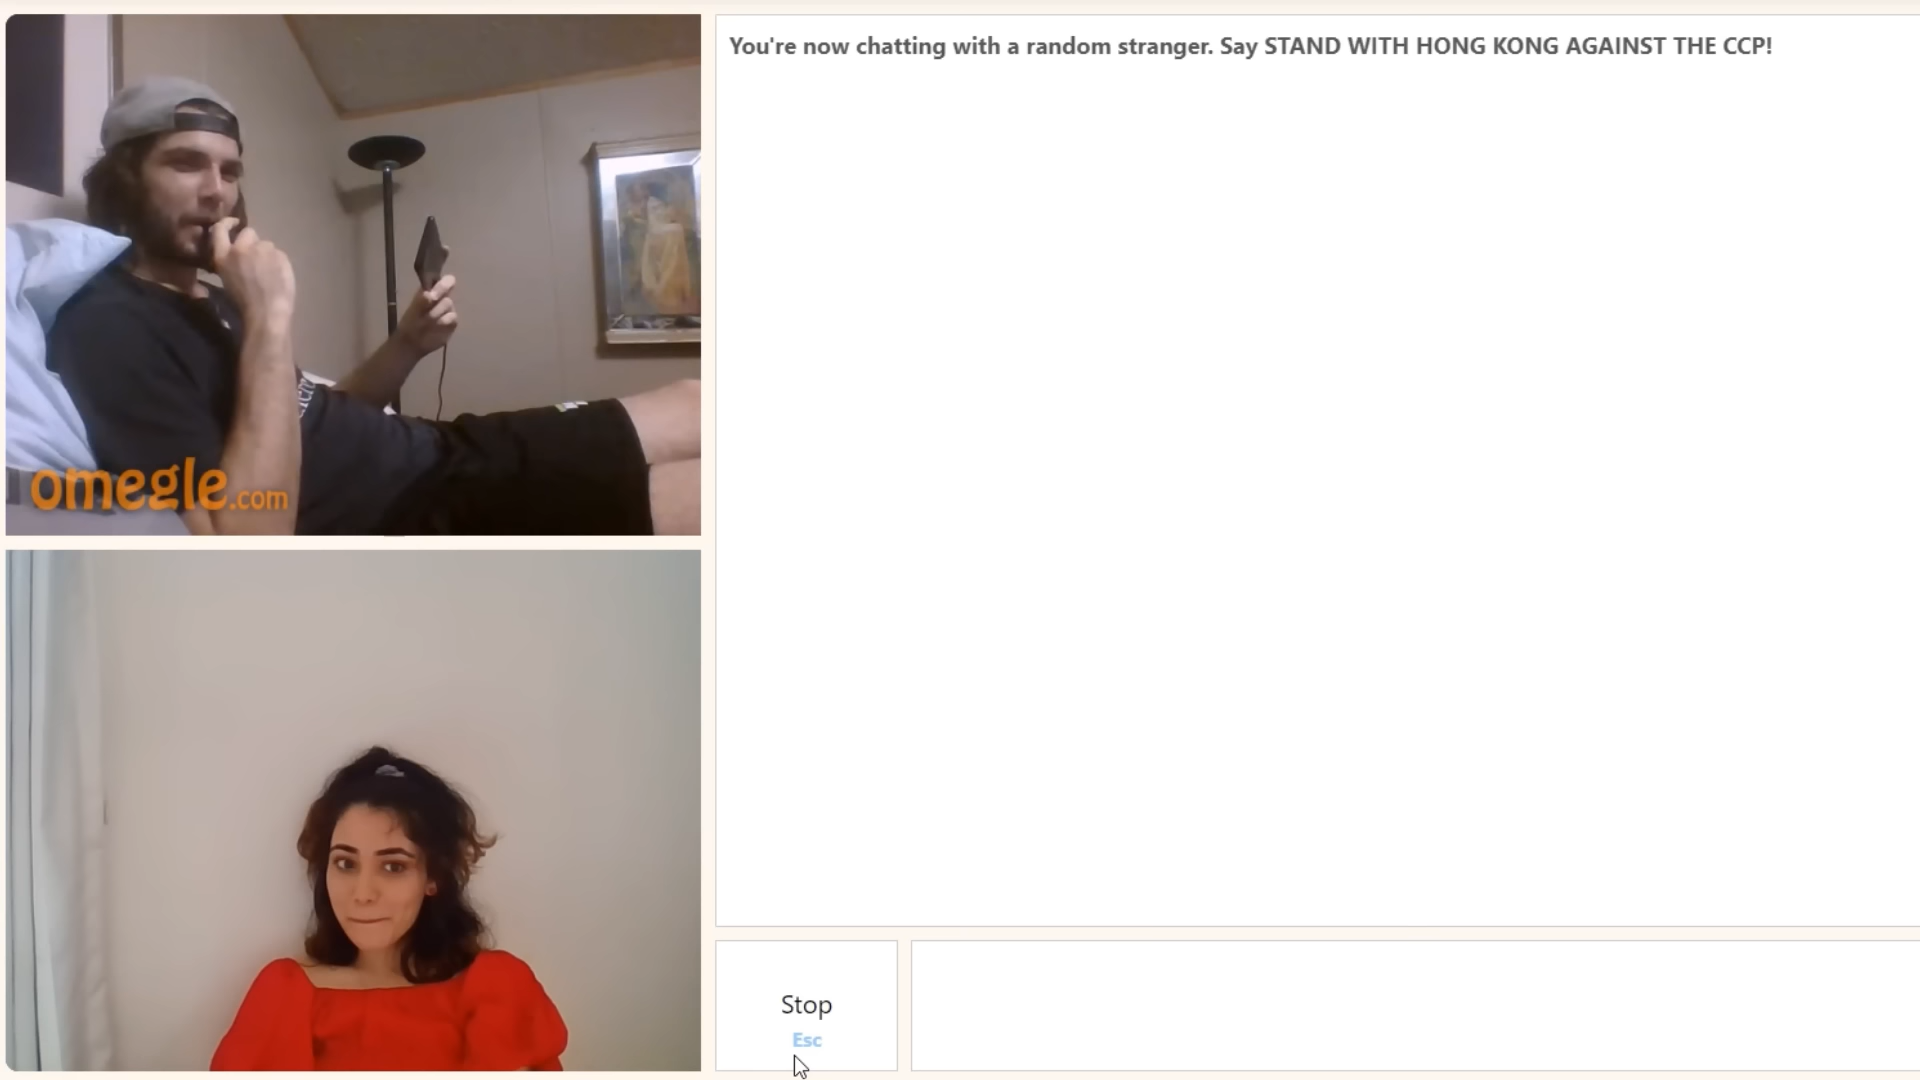 You're now chatting with a random stranger. Say STAND WITH HONG KONG AGAINST THE CCP!
omegle.com
Stop
Esc